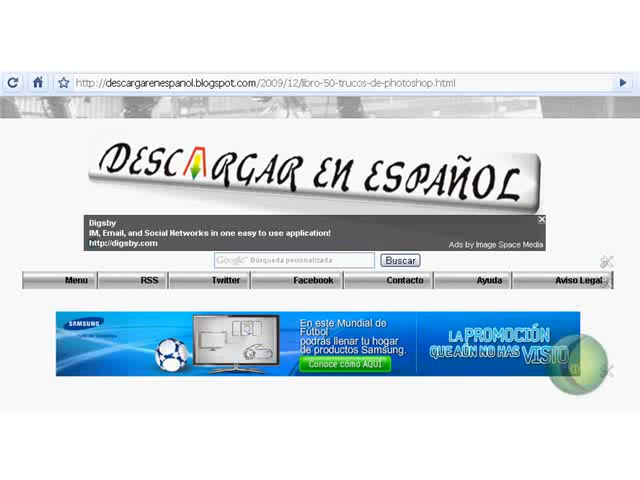 http://descargarenespanol.blogspot.com/2009/12/libro-50-trucos-de-photoshop.html
DESCARGAR EN ESPAÑOL
Digsby
IM, Email, and Social Networks in one easy to use application!
http://digsby.com
Ads by Image Space Media
Google™ Búsqueda personalizada
Buscar
Menu RSS Twitter Facebook Contacto Ayuda Aviso Legal
SAMSUNG
En este Mundial de
Fútbol
podrás llenar tu hogar
de productos Samsung.
Conoce cómo AQUÍ
LA PROMOCIÓN
QUE AÚN NO HAS VISTO